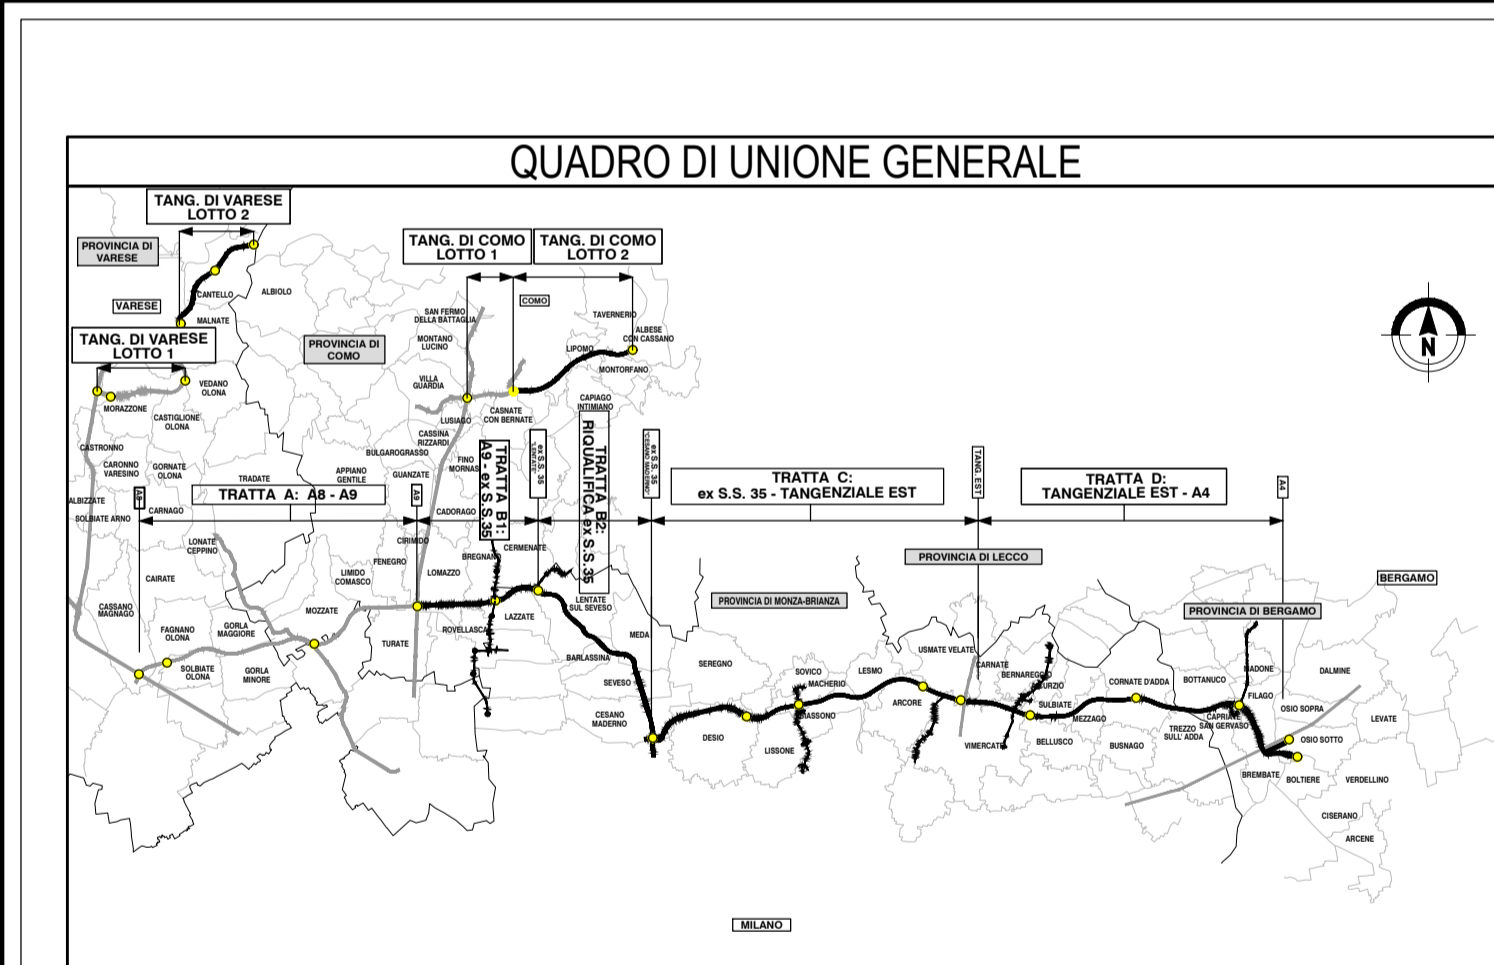 QUADRO DI UNIONE GENERALE
TANG. DI VARESE
LOTTO 2
PROVINCIA DI
VARESE
TANG. DI COMO
LOTTO 1
TANG. DI COMO
LOTTO 2
CANTELLO
ALBIOLO
VARESE
COMO
MALNATE
SAN FERMO
DELLA BATTAGLIA
TAVERNERIO
ALBESE
CON CASSANO
TANG. DI VARESE
LOTTO 1
PROVINCIA DI
COMO
MONTANO
LUCINO
LIPOMO
MONTORFANO
N
VEDANO
OLONA
VILLA
GUARDIA
MORAZZONE
CASTIGLIONE
OLONA
LUSIAGO
CASNATE
CON BERNATE
CAPIAGO
INTIMIANO
CASTRONNO
CASSINA
RIZZARDI
BULGAROGRASSO
CARONNO
VARESINO
GORNATE
OLONA
TRADATE
APPIANO
GENTILE
GUANZATE
FINO
MORNAS
TRATTA B1:
A9 - ex S.S.35
ex S.S. 35
"LENTATE"
TRATTA B2:
RIQUALIFICA ex S.S.35
ex S.S. 35
"CESANO MADERNO"
TRATTA C:
ex S.S. 35 - TANGENZIALE EST
TANG. EST
TRATTA D:
TANGENZIALE EST - A4
A4
ALBIZZATE
A8
TRATTA A: A8 - A9
A9
SOLBIATE ARNO
CARNAGO
CADORAGO
LONATE
CEPPINO
CIRIMIDO
CERMENATE
BREGNANO
FENEGRO
PROVINCIA DI LECCO
CAIRATE
LIMIDO
COMASCO
LOMAZZO
BERGAMO
CASSANO
MAGNAGO
MOZZATE
LENTATE
SUL SEVESO
PROVINCIA DI MONZA-BRIANZA
PROVINCIA DI BERGAMO
LAZZATE
FAGNANO
OLONA
GORLA
MAGGIORE
ROVELLASCA
MEDA
TURATE
USMATE VELATE
BARLASSINA
SEREGNO
CARNATE
SOLBIATE
OLONA
GORLA
MINORE
SOVICO
LESMO
BERNAREGGIO
MADONE
DALMINE
SEVESO
MACHERIO
CORNATE D'ADDA
BOTTANUCO
FILAGO
ARCORE
SULBIATE
OSIO SOPRA
CESANO
MADERNO
MEZZAGO
CAPRIATE
SAN GERVASO
LEVATE
DESIO
TREZZO
SULL' ADDA
OSIO SOTTO
LISSONE
VIMERCATE
BELLUSCO
BUSNAGO
BREMBATE
BOLTIERE
VERDELLINO
CISERANO
ARCENE
MILANO